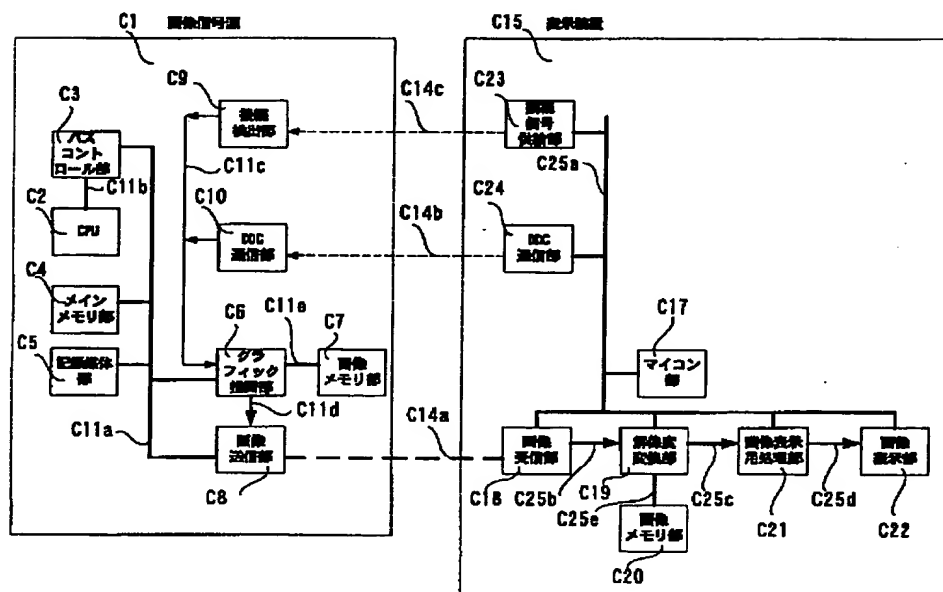 C1
画像信号源
C15
表示装置
C9
接続
検出部
C14c
C23
接続
信号
供給部
C3
バス
コント
ロール部
C11b
C11c
C25a
C2
CPU
C10
DDC
通信部
C14b
C24
DDC
通信部
C4
メイン
メモリ部
C6
グラ
フィック
描画部
C11e
C7
画像
メモリ部
C17
マイコン
部
C5
記録媒体
部
C11d
C11a
画像
送信部
C8
C14a
画像
受信部
C18
C25b
解像度
変換部
C19
C25c
画像表示
用処理部
C21
C25d
画像
表示部
C22
C25e
画像
メモリ部
C20